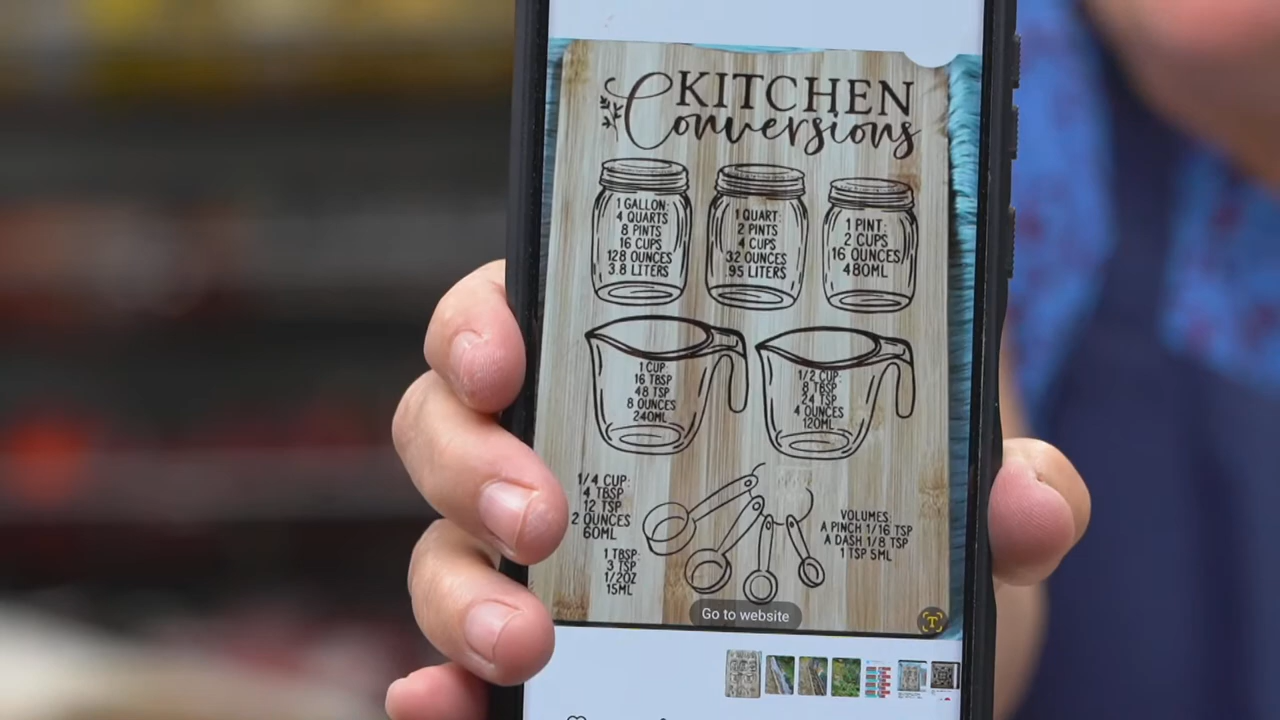 KITCHEN
Conversions
1 GALLON:
4 QUARTS
8 PINTS
16 CUPS
128 OUNCES
3.8 LITERS
1 QUART:
2 PINTS
4 CUPS
32 OUNCES
.95 LITERS
1 PINT:
2 CUPS
16 OUNCES
480ML
1 CUP:
16 TBSP
48 TSP
8 OUNCES
240ML
1/2 CUP:
8 TBSP
24 TSP
4 OUNCES
120ML
1/4 CUP:
4 TBSP
12 TSP
2 OUNCES
60ML
1 TBSP:
3 TSP
1/2OZ
15ML
VOLUMES:
A PINCH 1/16 TSP
A DASH 1/8 TSP
1 TSP 5ML
Go to website
T